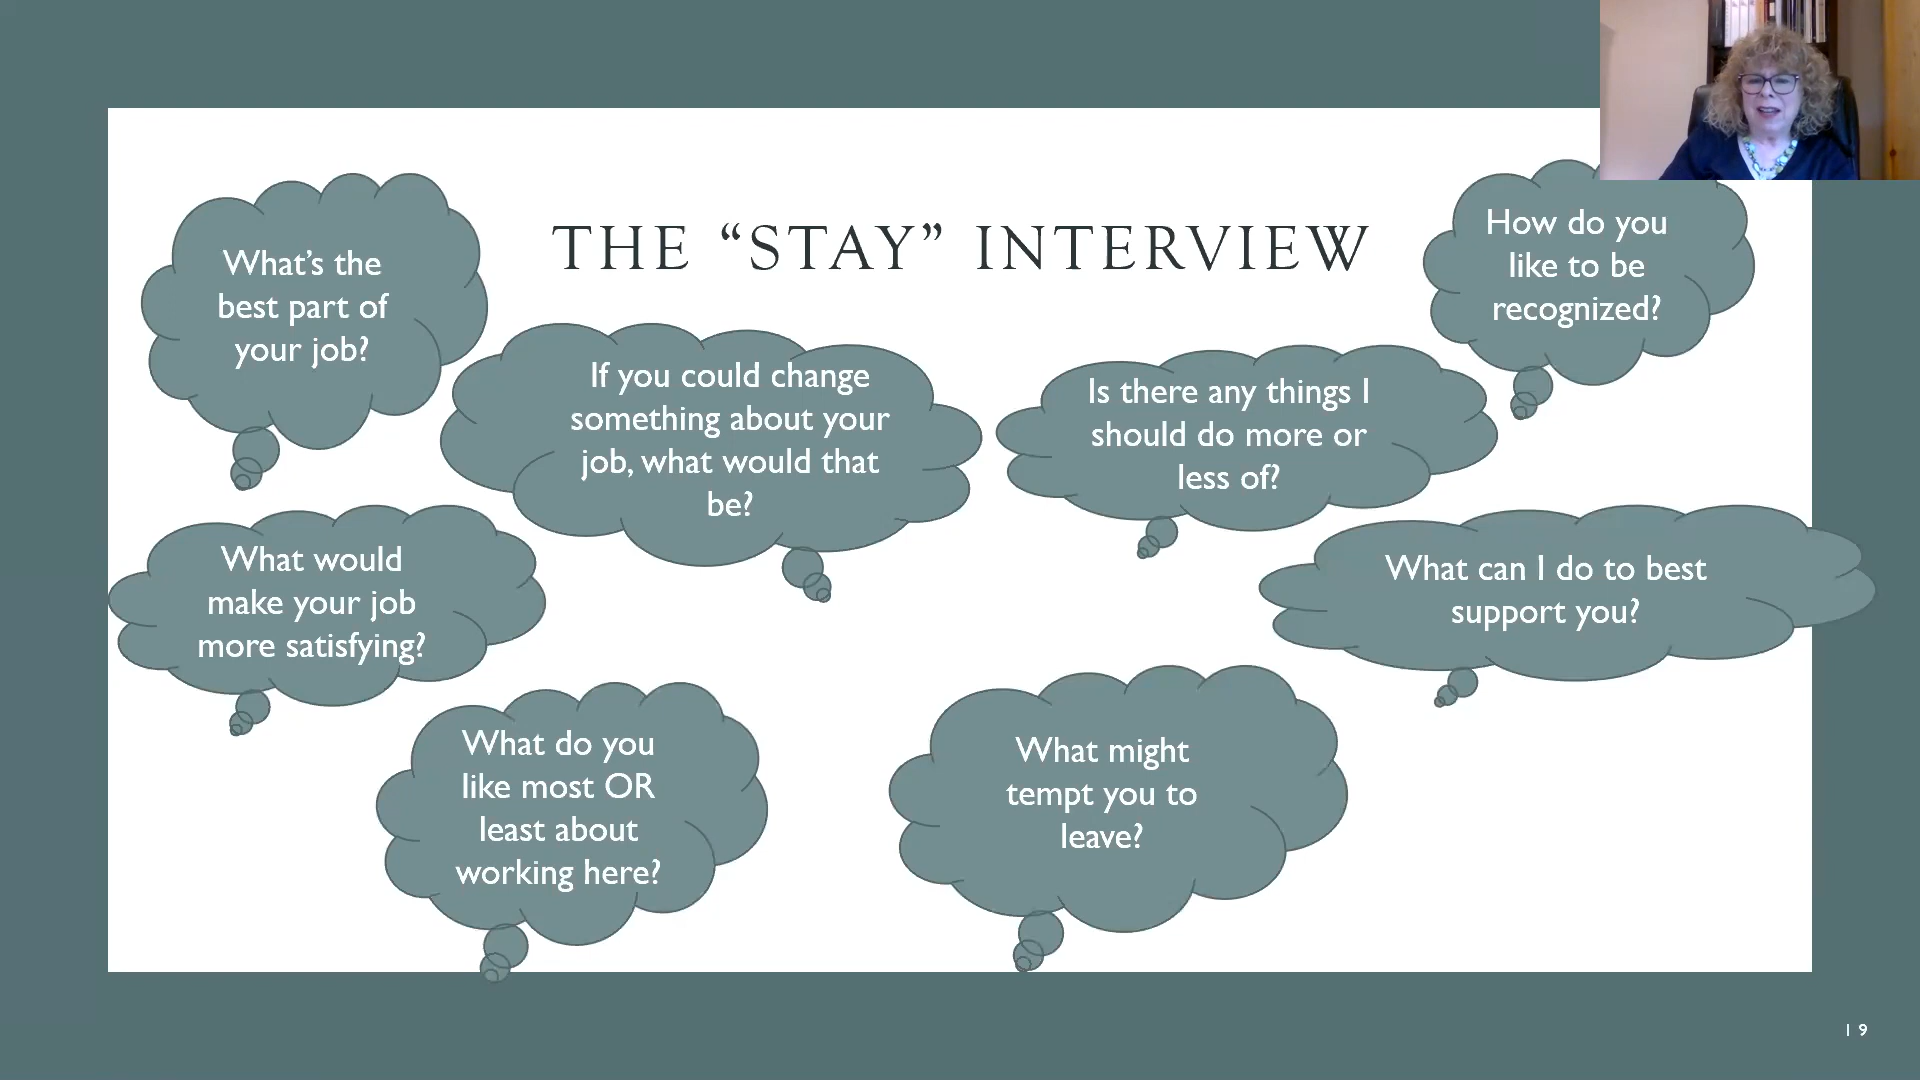 THE “STAY” INTERVIEW
What’s the
best part of
your job?
If you could change
something about your
job, what would that
be?
Is there any things I
should do more or
less of?
How do you
like to be
recognized?
What would
make your job
more satisfying?
What can I do to best
support you?
What do you
like most OR
least about
working here?
What might
tempt you to
leave?
19